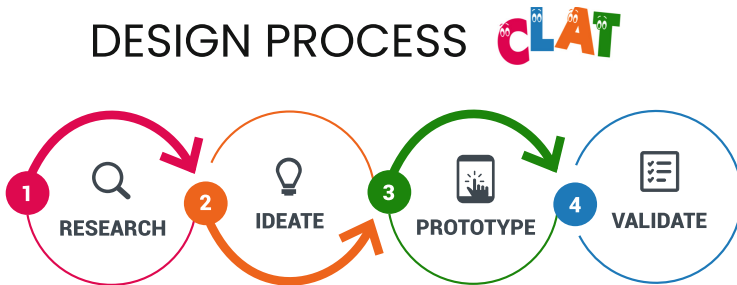 DESIGN PROCESS CLAT
1 RESEARCH
2 IDEATE
3 PROTOTYPE
4 VALIDATE